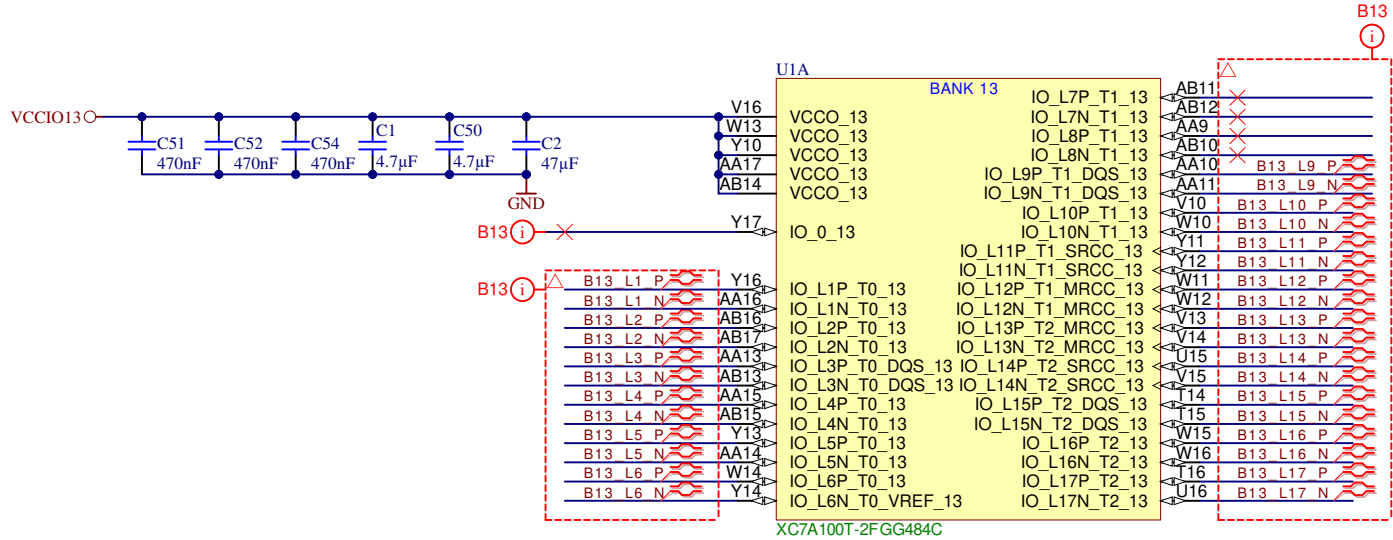 B13
U1A
BANK 13
VCCIO13
C51
470nF
C52
470nF
C54
470nF
C1
4.7µF
C50
4.7µF
C2
47µF
GND
V16 VCCO_13
W13 VCCO_13
Y10 VCCO_13
AA17 VCCO_13
AB14 VCCO_13
B13 i Y17 IO_0_13
B13 i
B13_L1_P Y16 IO_L1P_T0_13
B13_L1_N AA16 IO_L1N_T0_13
B13_L2_P AB16 IO_L2P_T0_13
B13_L2_N AB17 IO_L2N_T0_13
B13_L3_P AA13 IO_L3P_T0_DQS_13
B13_L3_N AB13 IO_L3N_T0_DQS_13
B13_L4_P AA15 IO_L4P_T0_13
B13_L4_N AB15 IO_L4N_T0_13
B13_L5_P Y13 IO_L5P_T0_13
B13_L5_N AA14 IO_L5N_T0_13
B13_L6_P W14 IO_L6P_T0_13
B13_L6_N Y14 IO_L6N_T0_VREF_13
i
IO_L7P_T1_13 AB11
IO_L7N_T1_13 AB12
IO_L8P_T1_13 AA9
IO_L8N_T1_13 AB10
IO_L9P_T1_DQS_13 AA10 B13_L9_P
IO_L9N_T1_DQS_13 AA11 B13_L9_N
IO_L10P_T1_13 V10 B13_L10_P
IO_L10N_T1_13 W10 B13_L10_N
IO_L11P_T1_SRCC_13 Y11 B13_L11_P
IO_L11N_T1_SRCC_13 Y12 B13_L11_N
IO_L12P_T1_MRCC_13 W11 B13_L12_P
IO_L12N_T1_MRCC_13 W12 B13_L12_N
IO_L13P_T2_MRCC_13 V13 B13_L13_P
IO_L13N_T2_MRCC_13 V14 B13_L13_N
IO_L14P_T2_SRCC_13 U15 B13_L14_P
IO_L14N_T2_SRCC_13 V15 B13_L14_N
IO_L15P_T2_DQS_13 T14 B13_L15_P
IO_L15N_T2_DQS_13 T15 B13_L15_N
IO_L16P_T2_13 W15 B13_L16_P
IO_L16N_T2_13 W16 B13_L16_N
IO_L17P_T2_13 T16 B13_L17_P
IO_L17N_T2_13 U16 B13_L17_N
XC7A100T-2FGG484C